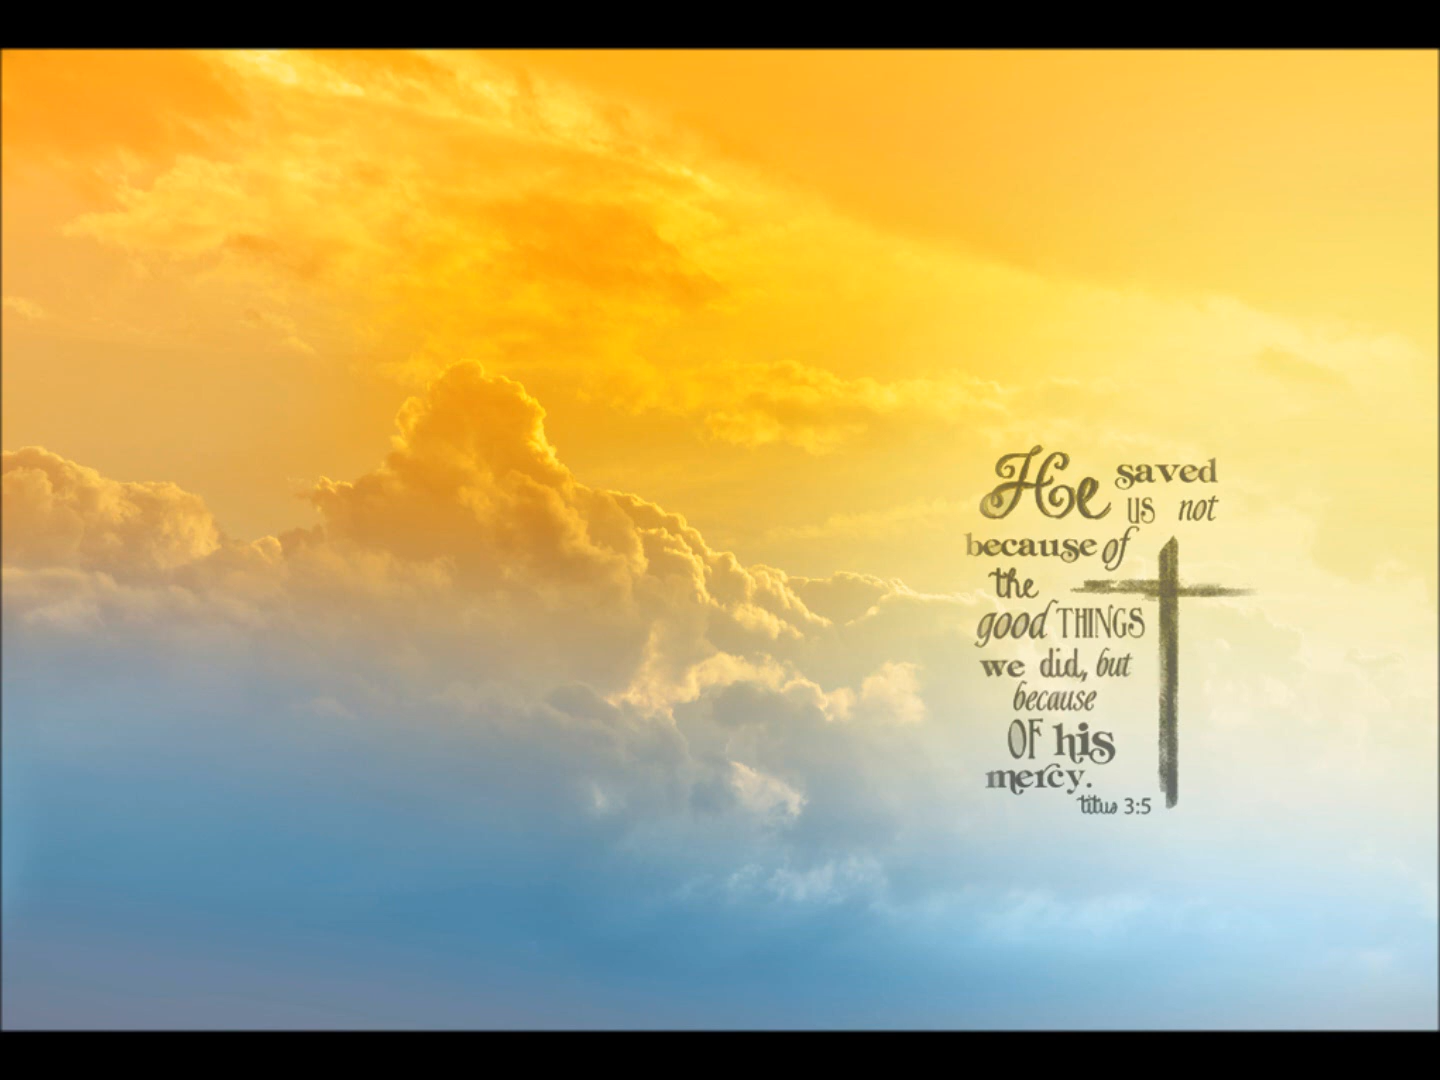 He saved
us not
because of
the
good THINGS
we did, but
because
OF his
mercy.
titus 3:5